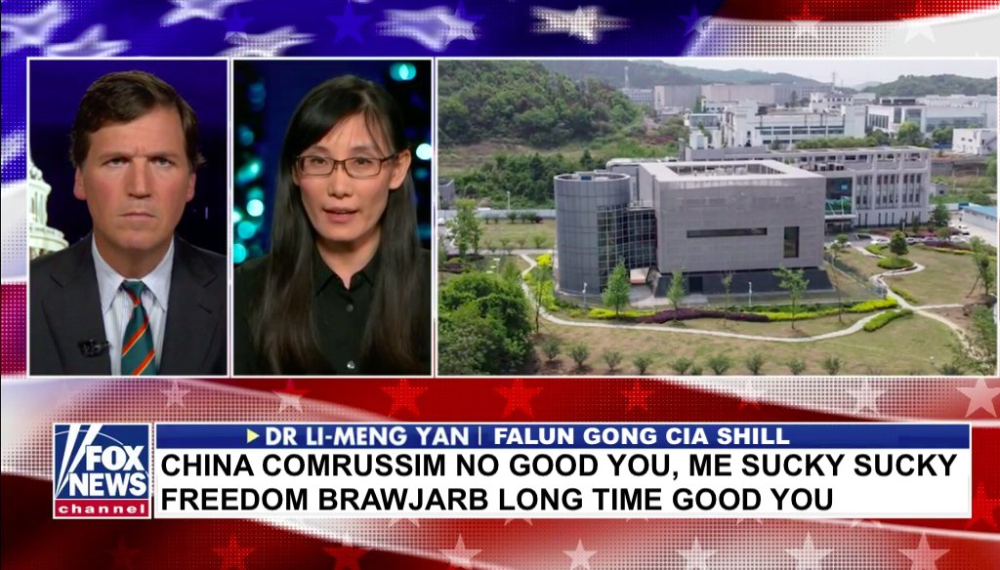 DR LI-MENG YAN | FALUN GONG CIA SHILL
CHINA COMRUSSIM NO GOOD YOU, ME SUCKY SUCKY
FREEDOM BRAWJARB LONG TIME GOOD YOU
FOX
NEWS
channel